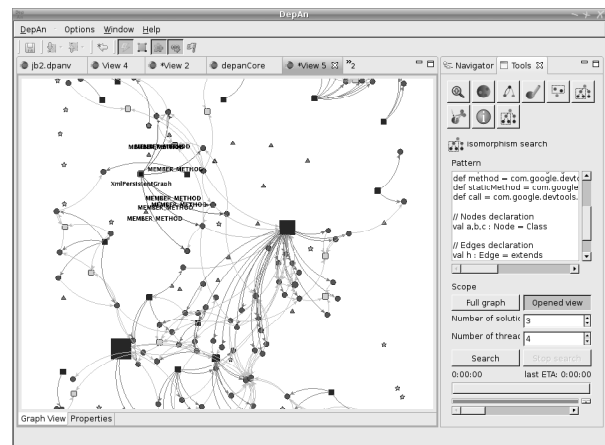 DepAn
DepAn Options Window Help
jb2.dpanv View 4 *View 2 depanCore *View 5 »2
Navigator Tools
isomorphism search
Pattern
def method = com.google.devto
def staticMethod = com.google
def call = com.google.devtools.
// Nodes declaration
val a,b,c : Node = Class
// Edges declaration
val h : Edge = extends
MEMBER_METHOD
XmlPersistentGraph
MEMBER_METHOD
MEMBER_METHOD
MEMBER_METHOD
MEMBER_METHOD
Scope
Full graph Opened view
Number of solutic 3
Number of threac 4
Search Stop search
0:00:00 last ETA: 0:00:00
Graph View Properties